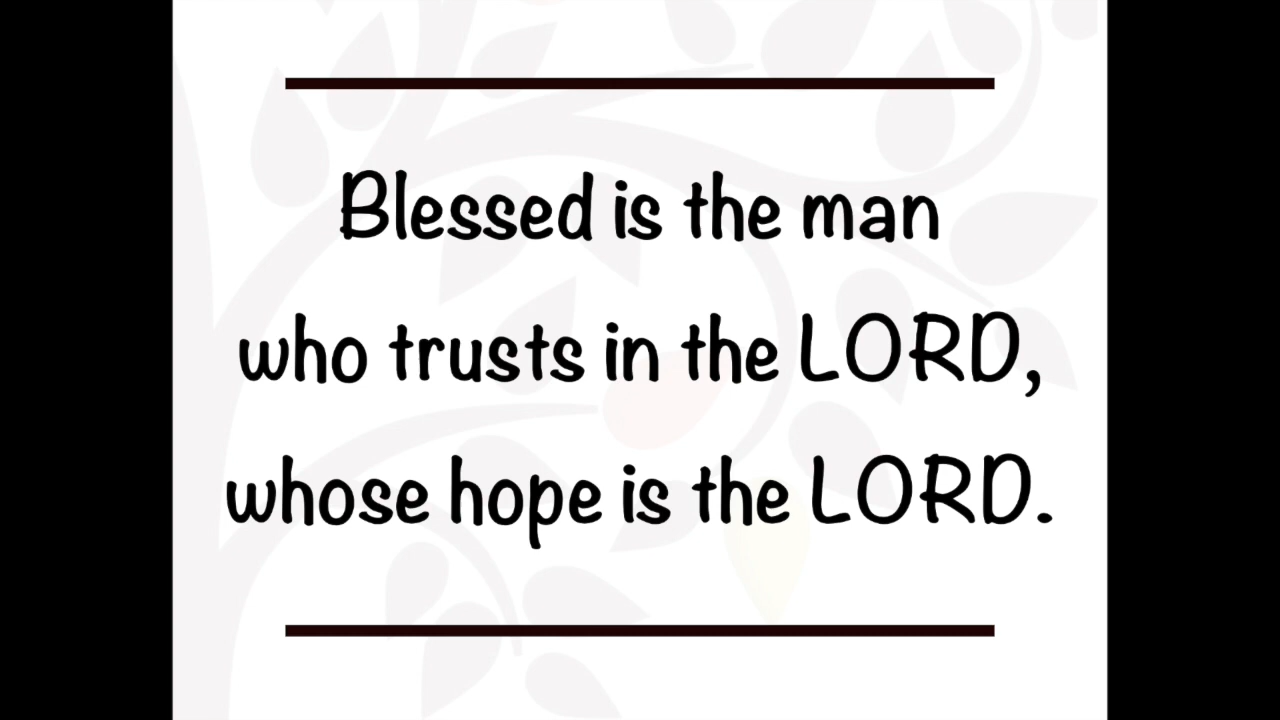 Blessed is the man
who trusts in the LORD,
whose hope is the LORD.